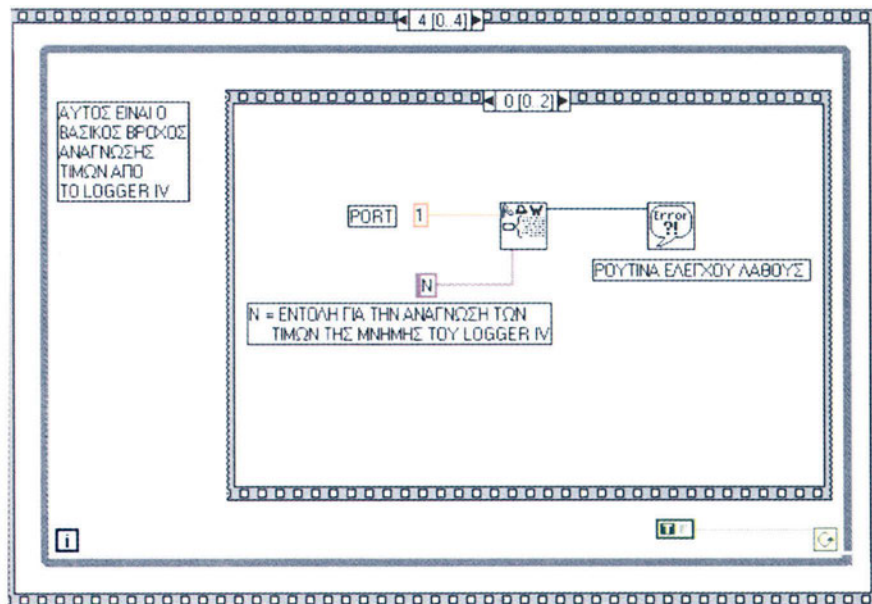 4 [0..4]
ΑΥΤΟΣ ΕΙΝΑΙ Ο
ΒΑΣΙΚΟΣ ΒΡΟΧΟΣ
ΑΝΑΓΝΩΣΗΣ
ΤΙΜΩΝ ΑΠΟ
ΤΟ LOGGER IV
0 [0..2]
PORT 1
Error
?!
ΡΟΥΤΙΝΑ ΕΛΕΓΧΟΥ ΛΑΘΟΥΣ
N
N = ΕΝΤΟΛΗ ΓΙΑ ΤΗΝ ΑΝΑΓΝΩΣΗ ΤΩΝ
ΤΙΜΩΝ ΤΗΣ ΜΝΗΜΗΣ ΤΟΥ LOGGER IV
i
T F